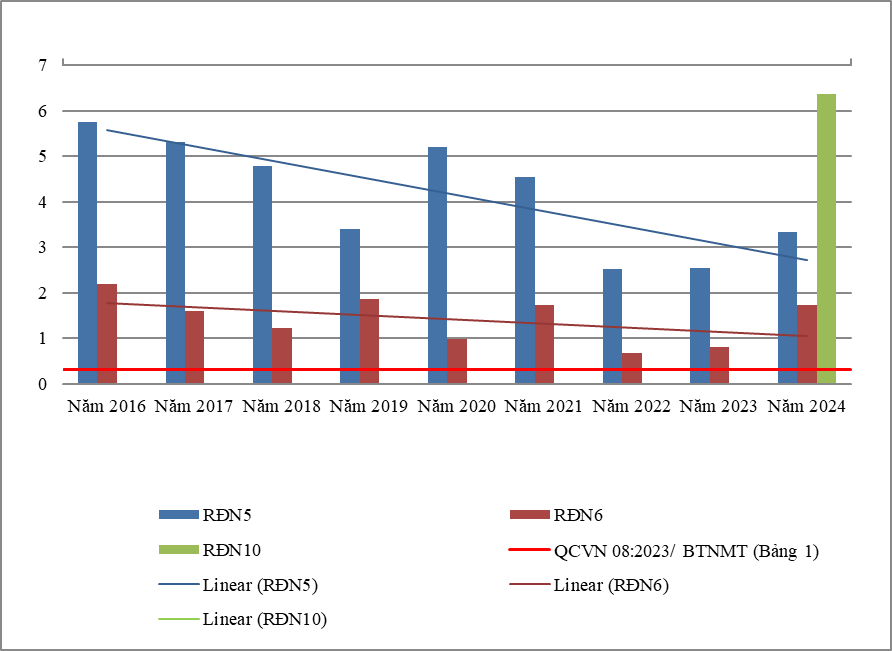 7
6
5
4
3
2
1
0
Năm 2016 Năm 2017 Năm 2018 Năm 2019 Năm 2020 Năm 2021 Năm 2022 Năm 2023 Năm 2024
RĐN5 RĐN6
RĐN10 QCVN 08:2023/ BTNMT (Bảng 1)
Linear (RĐN5) Linear (RĐN6)
Linear (RĐN10)